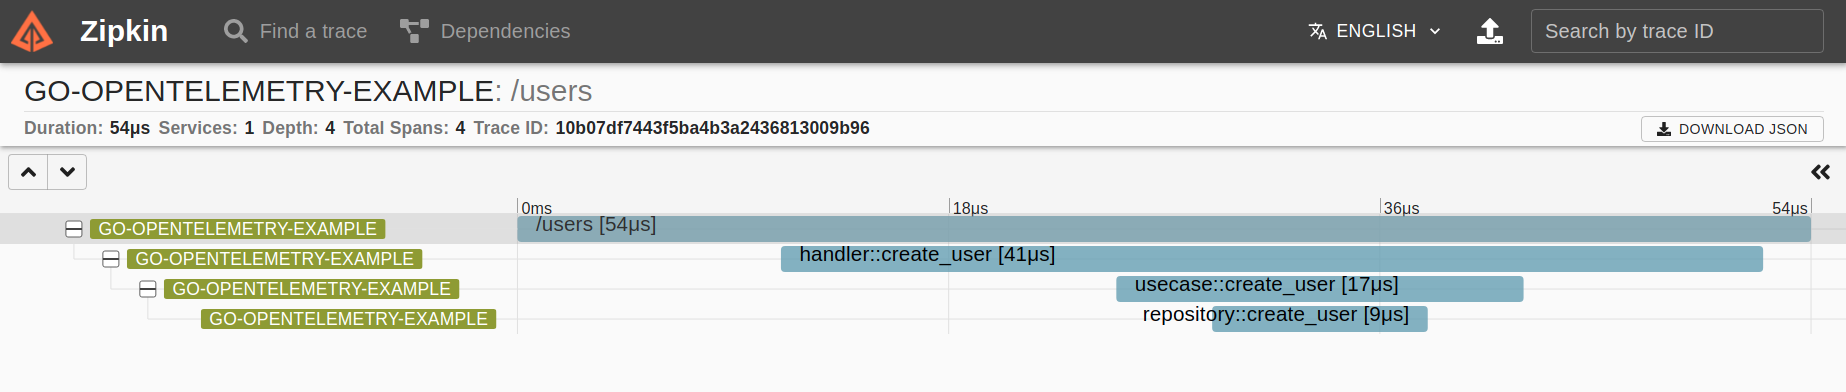 Zipkin Find a trace Dependencies ENGLISH Search by trace ID
GO-OPENTELEMETRY-EXAMPLE: /users
Duration: 54μs Services: 1 Depth: 4 Total Spans: 4 Trace ID: 10b07df7443f5ba4b3a2436813009b96 DOWNLOAD JSON
0ms 18μs 36μs 54μs
GO-OPENTELEMETRY-EXAMPLE /users [54μs]
GO-OPENTELEMETRY-EXAMPLE handler::create_user [41μs]
GO-OPENTELEMETRY-EXAMPLE usecase::create_user [17μs]
GO-OPENTELEMETRY-EXAMPLE repository::create_user [9μs]